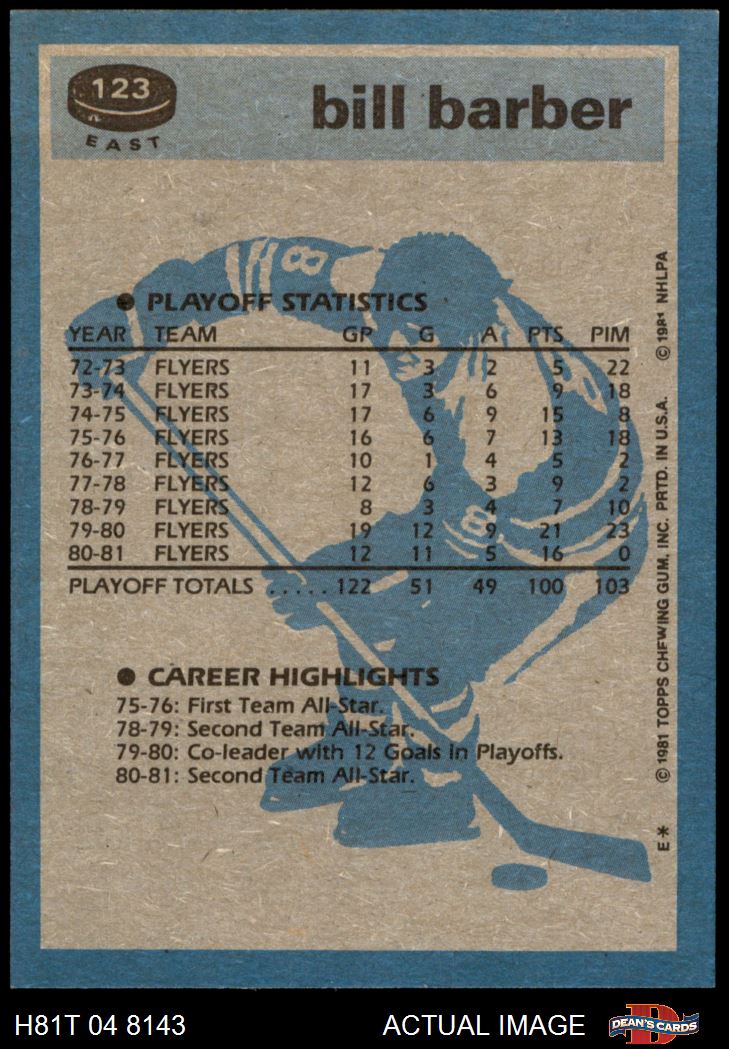 123
EAST
bill barber
8
PLAYOFF STATISTICS
YEAR TEAM GP G A PTS PIM
72-73 FLYERS 11 3 2 5 22
73-74 FLYERS 17 3 6 9 18
74-75 FLYERS 17 6 9 15 8
75-76 FLYERS 16 6 7 13 18
76-77 FLYERS 10 1 4 5 2
77-78 FLYERS 12 6 3 9 2
78-79 FLYERS 8 3 4 7 10
79-80 FLYERS 19 12 9 21 23
80-81 FLYERS 12 11 5 16 0
PLAYOFF TOTALS ..... 122 51 49 100 103
8
CAREER HIGHLIGHTS
75-76: First Team All-Star.
78-79: Second Team All-Star.
79-80: Co-leader with 12 Goals in Playoffs.
80-81: Second Team All-Star.
E* © 1981 TOPPS CHEWING GUM, INC. PRTD. IN U.S.A. © 1981 NHLPA
H81T 04 8143
ACTUAL IMAGE
D
DEAN'S CARDS